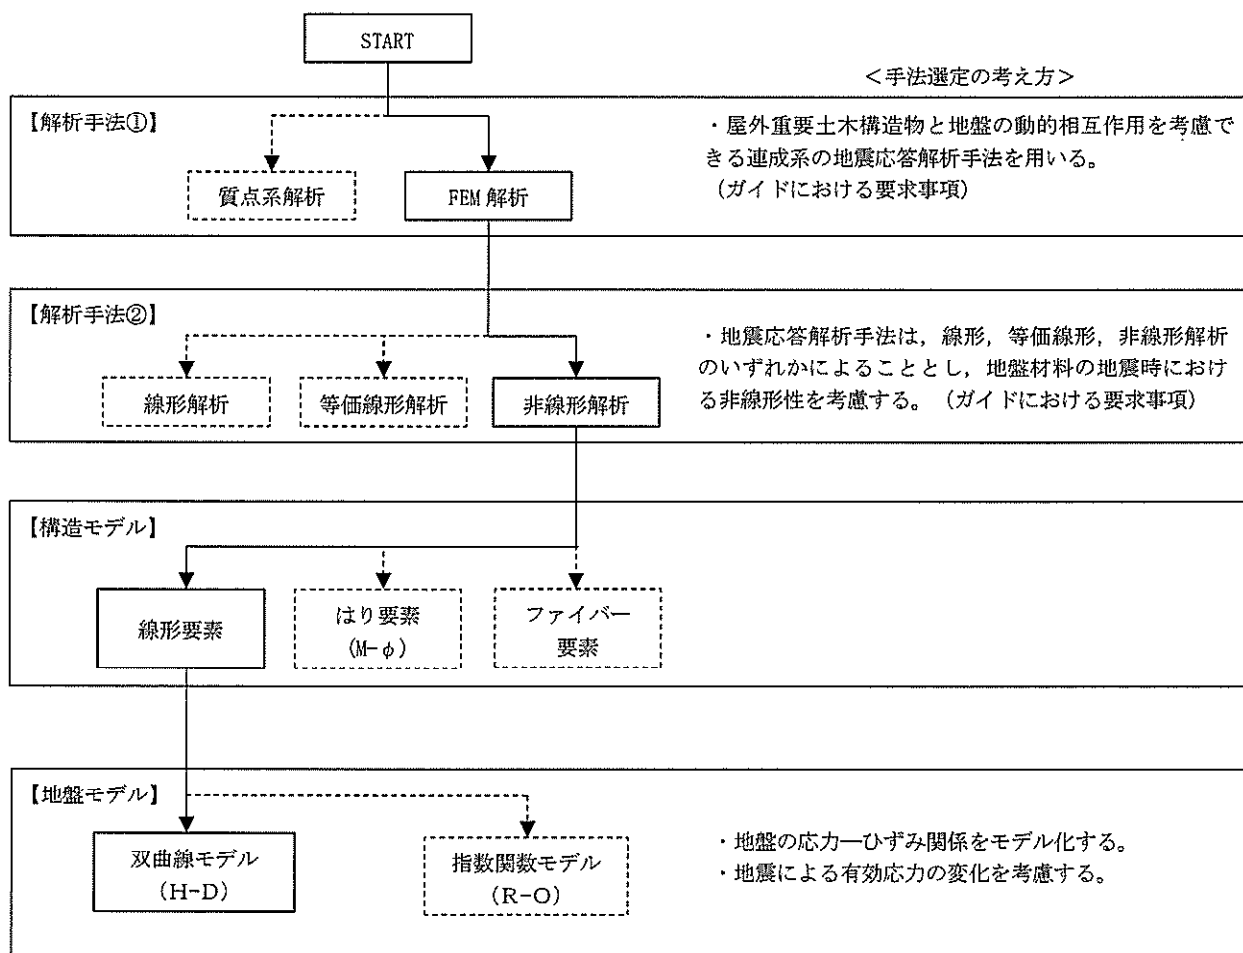 START
＜手法選定の考え方＞
【解析手法①】
・屋外重要土木構造物と地盤の動的相互作用を考慮で
きる連成系の地震応答解析手法を用いる。
（ガイドにおける要求事項）
質点系解析
FEM 解析
【解析手法②】
・地震応答解析手法は，線形，等価線形，非線形解析
のいずれかによることとし，地盤材料の地震時におけ
る非線形性を考慮する。（ガイドにおける要求事項）
線形解析
等価線形解析
非線形解析
【構造モデル】
線形要素
はり要素
(M-φ)
ファイバー
要素
【地盤モデル】
双曲線モデル
（H-D）
指数関数モデル
（R-O）
・地盤の応力―ひずみ関係をモデル化する。
・地震による有効応力の変化を考慮する。